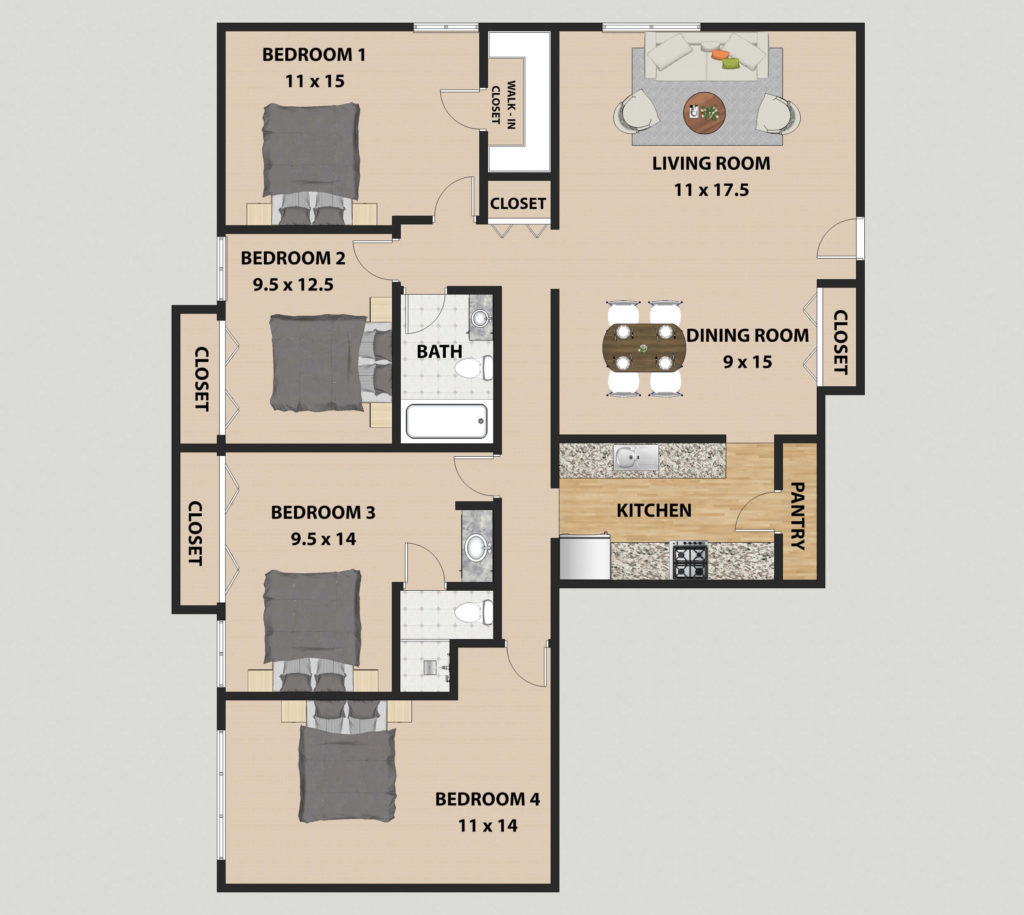 BEDROOM 1
11 x 15
WALK - IN
CLOSET
CLOSET
LIVING ROOM
11 x 17.5
BEDROOM 2
9.5 x 12.5
CLOSET
BATH
DINING ROOM
9 x 15
CLOSET
CLOSET
BEDROOM 3
9.5 x 14
KITCHEN
PANTRY
BEDROOM 4
11 x 14